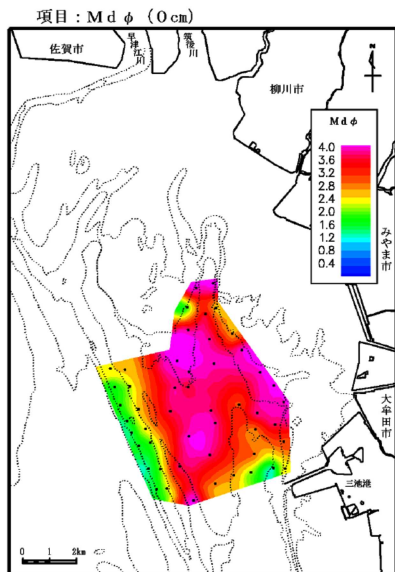 項目：Ｍｄφ（０cm）
佐賀市
早津江川
筑後川
N
柳川市
Ｍｄφ
4.0
3.6
3.2
2.8
2.4
2.0
1.6
1.2
0.8
0.4
みやま市
大牟田市
三池港
0 1 2km